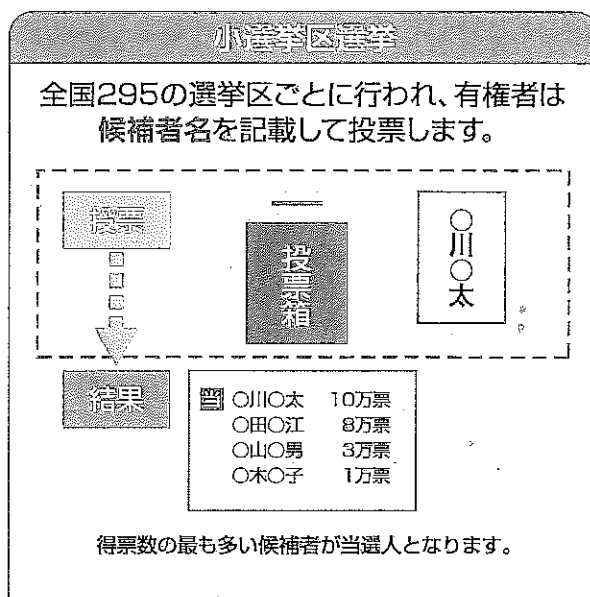 小選挙区選挙
全国295の選挙区ごとに行われ、有権者は
候補者名を記載して投票します。
投票
投票箱
○川○太
結果
当 ○川○太 10万票
○田○江 8万票
○山○男 3万票
○木○子 1万票
得票数の最も多い候補者が当選人となります。